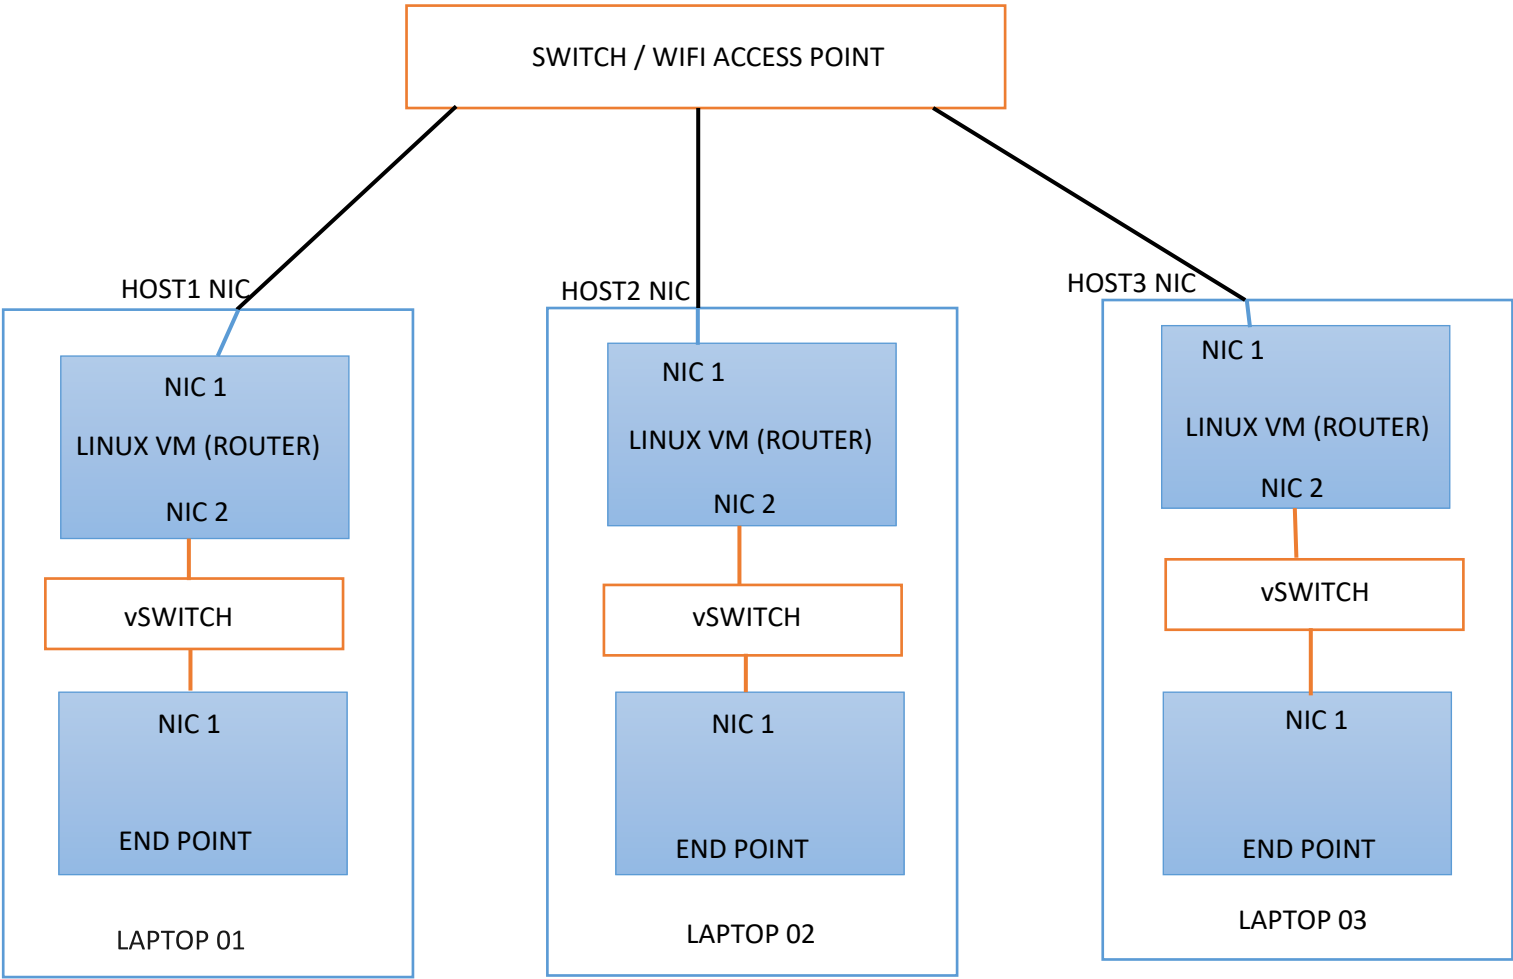 SWITCH / WIFI ACCESS POINT
HOST1 NIC
NIC 1
LINUX VM (ROUTER)
NIC 2
vSWITCH
NIC 1
END POINT
LAPTOP 01
HOST2 NIC
NIC 1
LINUX VM (ROUTER)
NIC 2
vSWITCH
NIC 1
END POINT
LAPTOP 02
HOST3 NIC
NIC 1
LINUX VM (ROUTER)
NIC 2
vSWITCH
NIC 1
END POINT
LAPTOP 03